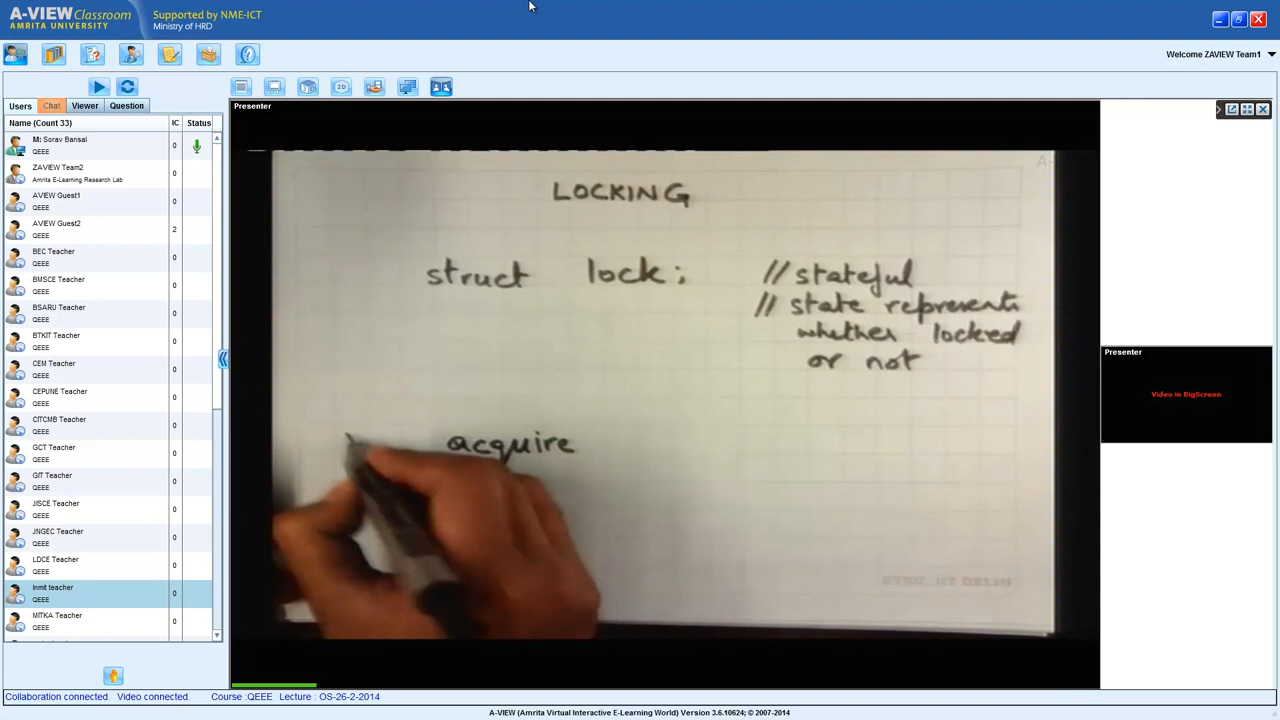 A-VIEW Classroom
AMRITA UNIVERSITY
Supported by NME-ICT
Ministry of HRD
Welcome ZAVIEW Team1
Users Chat Viewer Question
Name (Count 33) IC Status
M: Sorav Bansal
QEEE 0
ZAVIEW Team2
Amrita E-Learning Research Lab 0
AVIEW Guest1
QEEE 0
AVIEW Guest2
QEEE 2
BEC Teacher
QEEE 0
BMSCE Teacher
QEEE 0
BSARU Teacher
QEEE 0
BTKIT Teacher
QEEE 0
CEM Teacher
QEEE 0
CEPUNE Teacher
QEEE 0
CITCMB Teacher
QEEE 0
GCT Teacher
QEEE 0
GIT Teacher
QEEE 0
JISCE Teacher
QEEE 0
JNGEC Teacher
QEEE 0
LDCE Teacher
QEEE 0
lnmit teacher
QEEE 0
MITKA Teacher
QEEE 0
2D
Presenter
LOCKING
struct lock; // stateful
// state represents
whether locked
or not
acquire
ETSC, IIT DELHI
Presenter
Video in BigScreen
Collaboration connected. Video connected. Course :QEEE Lecture : OS-26-2-2014
A-VIEW (Amrita Virtual Interactive E-Learning World) Version 3.6.10624; © 2007-2014